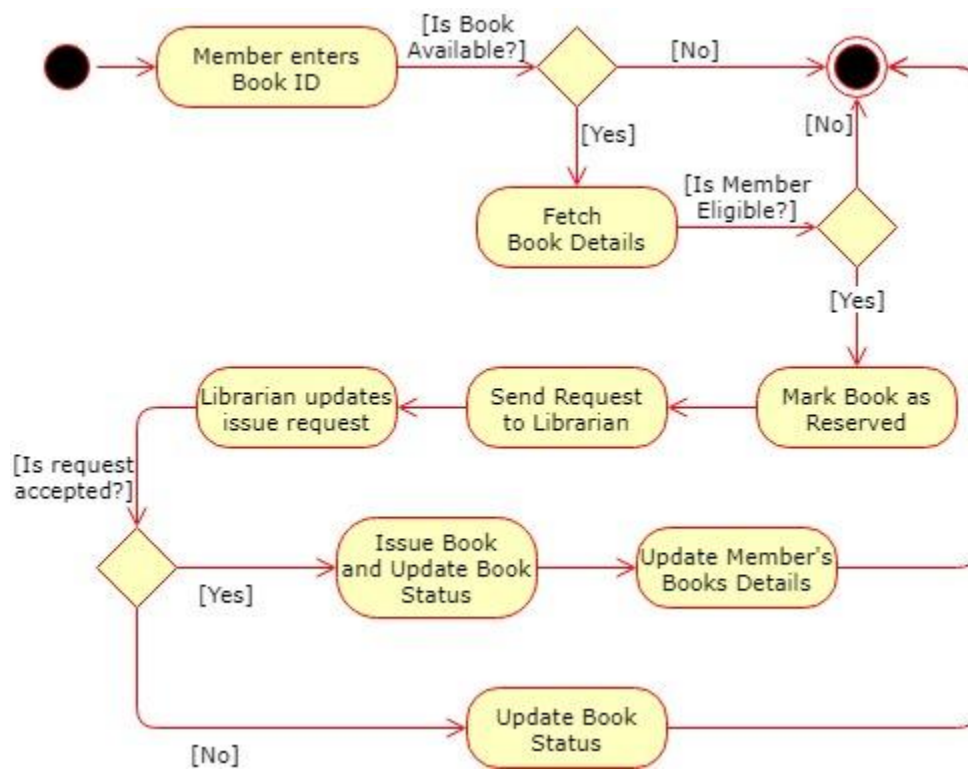 [Is Book
Available?]
[No]
Member enters
Book ID
[No]
[Yes]
[Is Member
Eligible?]
Fetch
Book Details
[Yes]
Librarian updates
issue request
Send Request
to Librarian
Mark Book as
Reserved
[Is request
accepted?]
Issue Book
and Update Book
Status
Update Member's
Books Details
[Yes]
Update Book
Status
[No]